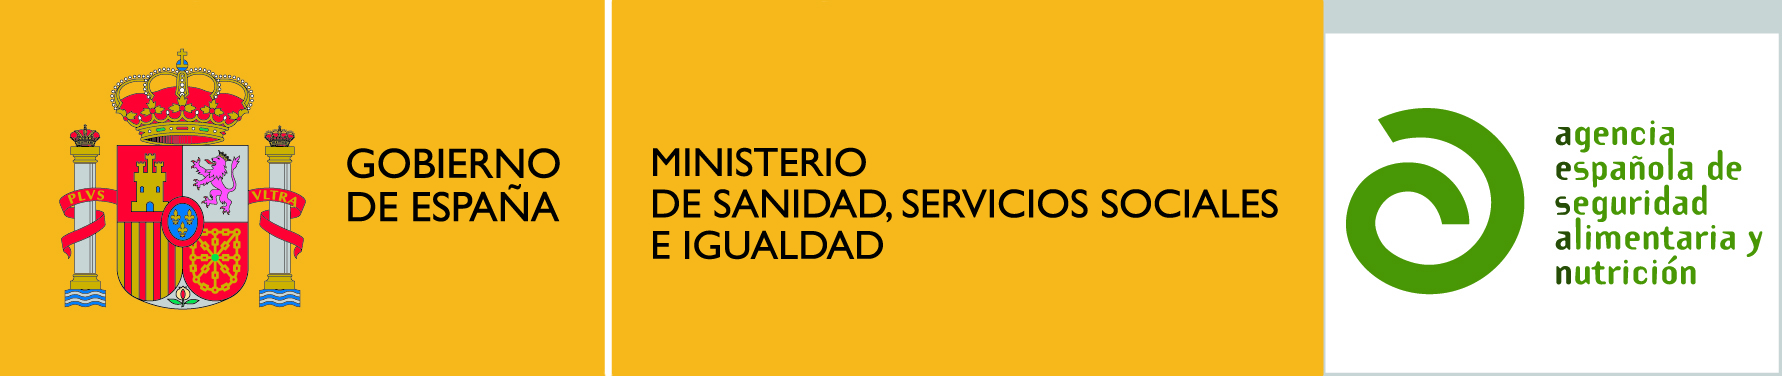 PLVS VLTRA
GOBIERNO
DE ESPAÑA
MINISTERIO
DE SANIDAD, SERVICIOS SOCIALES
E IGUALDAD
agencia
española de
seguridad
alimentaria y
nutrición